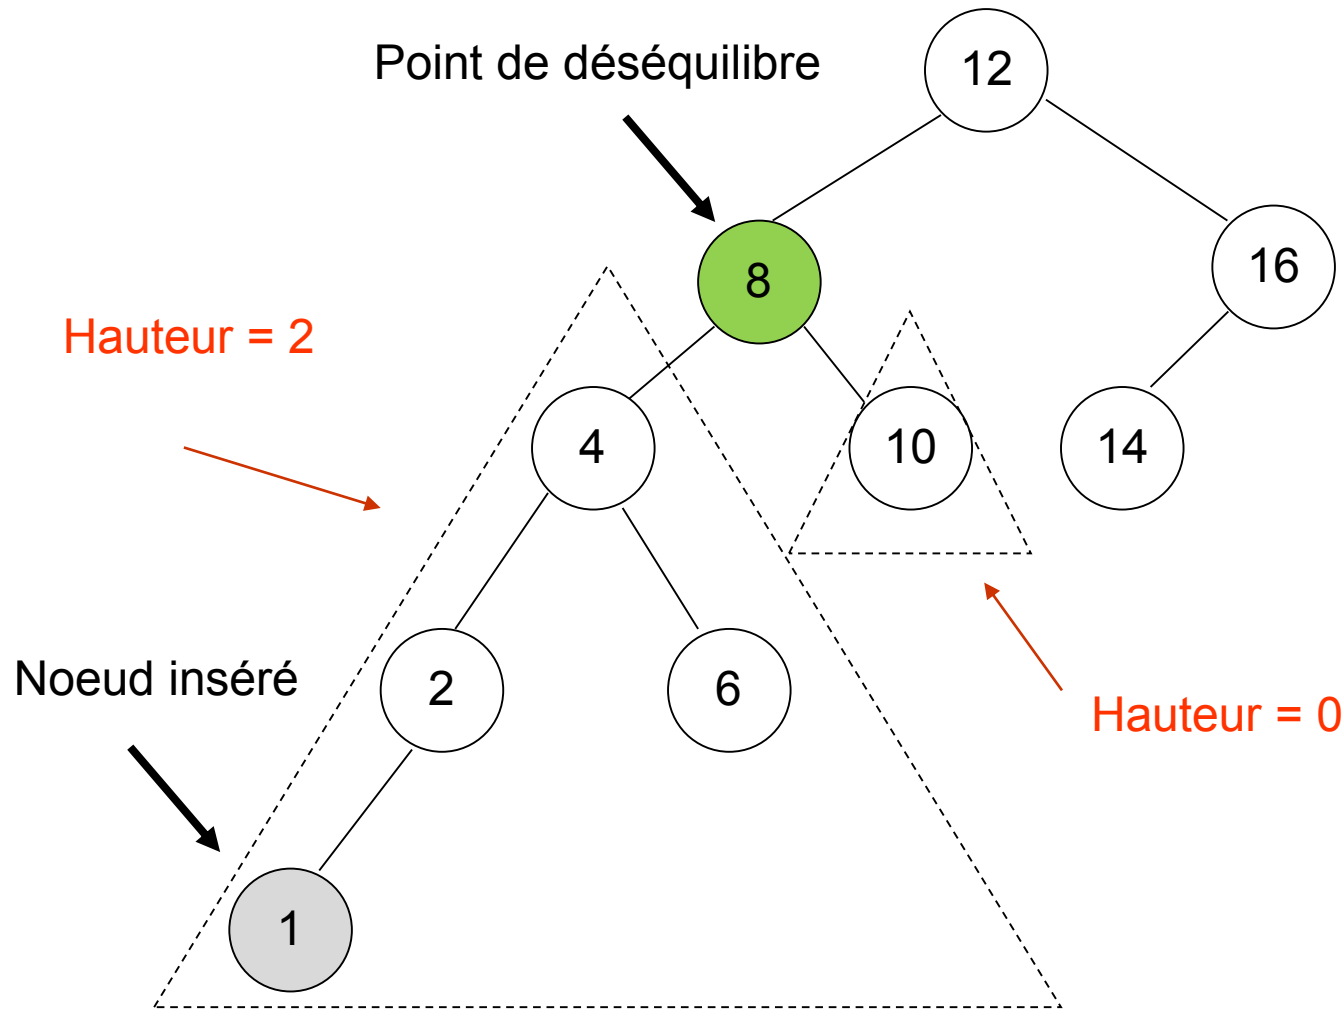 Point de déséquilibre
12
8
16
Hauteur = 2
4
10
14
Noeud inséré
2
6
Hauteur = 0
1